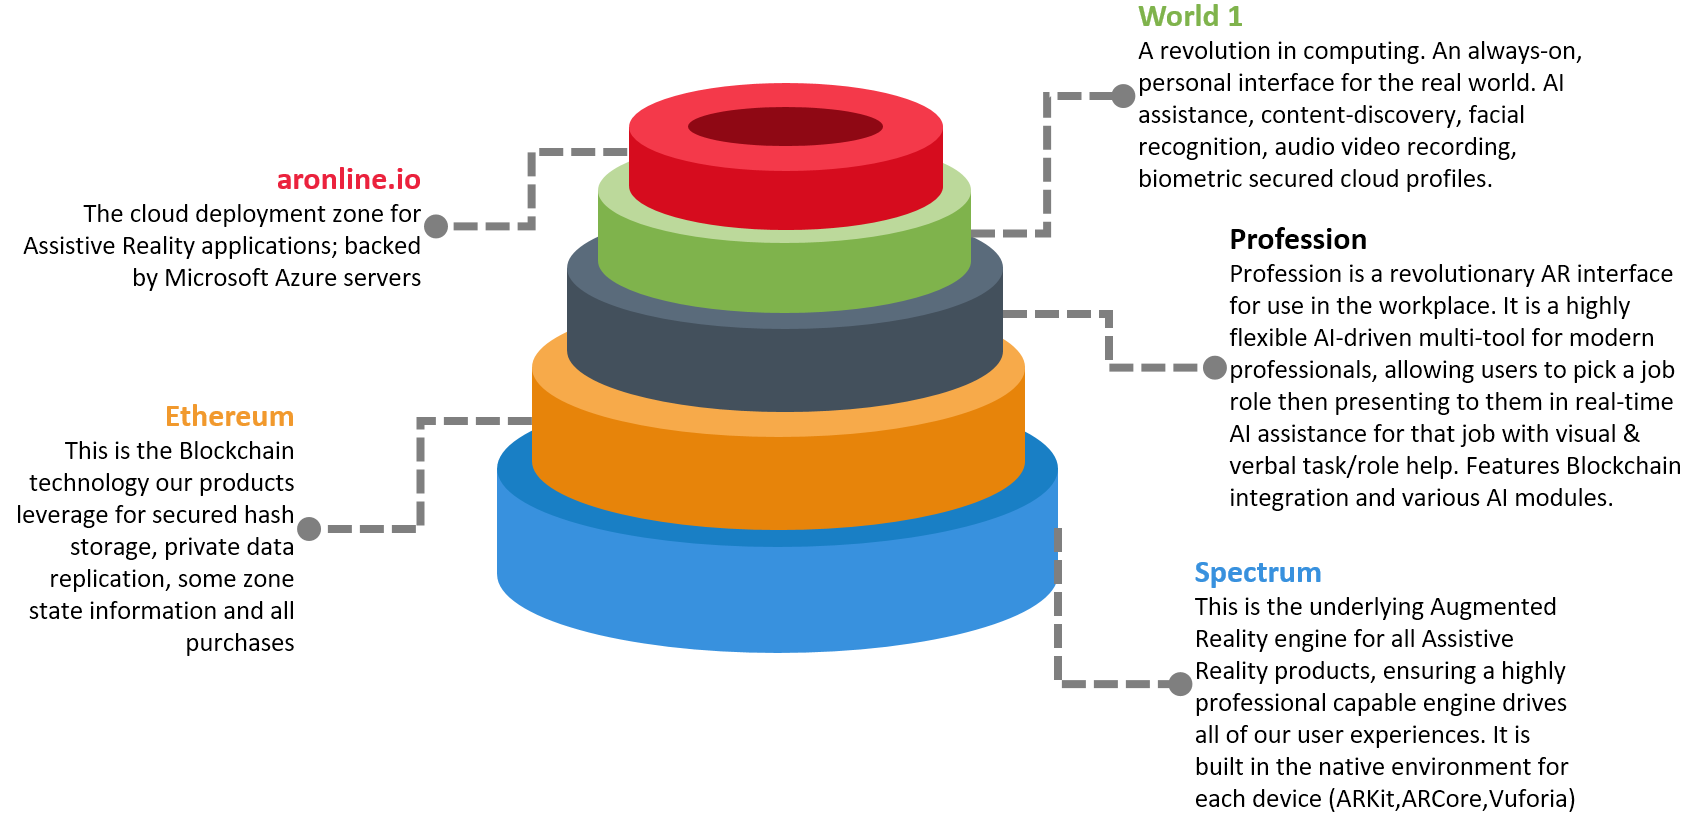 World 1
A revolution in computing. An always-on,
personal interface for the real world. AI
assistance, content-discovery, facial
recognition, audio video recording,
biometric secured cloud profiles.
aronline.io
The cloud deployment zone for
Assistive Reality applications; backed
by Microsoft Azure servers
Profession
Profession is a revolutionary AR interface
for use in the workplace. It is a highly
flexible AI-driven multi-tool for modern
professionals, allowing users to pick a job
role then presenting to them in real-time
AI assistance for that job with visual &
verbal task/role help. Features Blockchain
integration and various AI modules.
Ethereum
This is the Blockchain
technology our products
leverage for secured hash
storage, private data
replication, some zone
state information and all
purchases
Spectrum
This is the underlying Augmented
Reality engine for all Assistive
Reality products, ensuring a highly
professional capable engine drives
all of our user experiences. It is
built in the native environment for
each device (ARKit,ARCore,Vuforia)